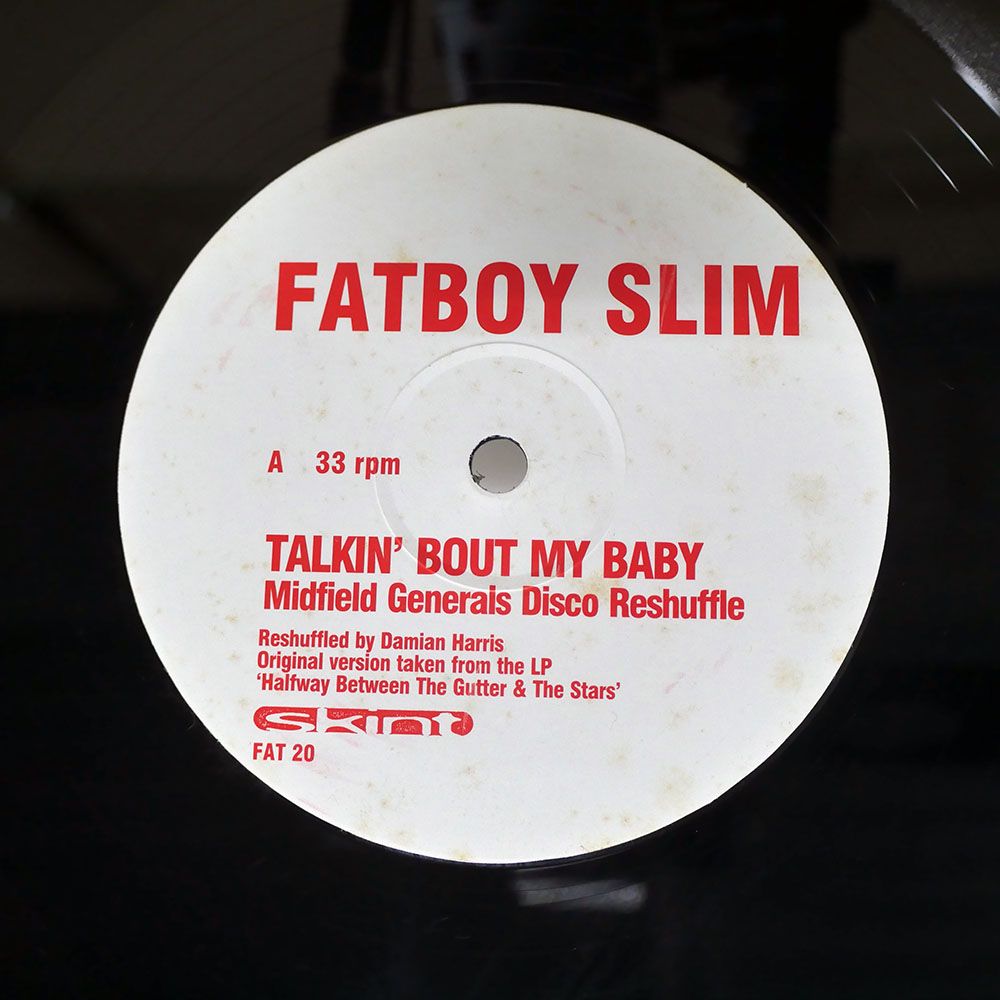 FATBOY SLIM
A 33 rpm
TALKIN' BOUT MY BABY
Midfield Generals Disco Reshuffle
Reshuffled by Damian Harris
Original version taken from the LP
'Halfway Between The Gutter & The Stars'
skint
FAT 20